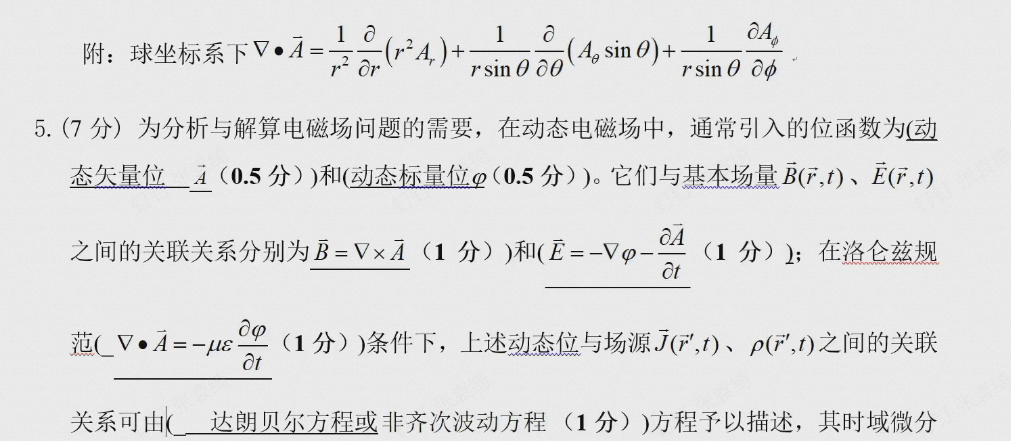 附：球坐标系下 ∇•A⃗ = 1/r² ∂/∂r (r²A_r) + 1/(r sin θ) ∂/∂θ (A_θ sin θ) + 1/(r sin θ) ∂A_ϕ/∂ϕ
5. (7 分) 为分析与解算电磁场问题的需要，在动态电磁场中，通常引入的位函数为(动
态矢量位 A⃗（0.5 分）)和(动态标量位φ（0.5 分）)。它们与基本场量 B⃗(r⃗,t)、E⃗(r⃗,t)
之间的关联关系分别为 B⃗ = ∇×A⃗（1 分）)和( E⃗ = −∇φ − ∂A⃗/∂t（1 分）)；在洛仑兹规
范( ∇•A⃗ = −με ∂φ/∂t（1 分）)条件下，上述动态位与场源 J⃗(r⃗′,t)、ρ(r⃗′,t)之间的关联
关系可由( 达朗贝尔方程或非齐次波动方程（1 分）)方程予以描述，其时域微分